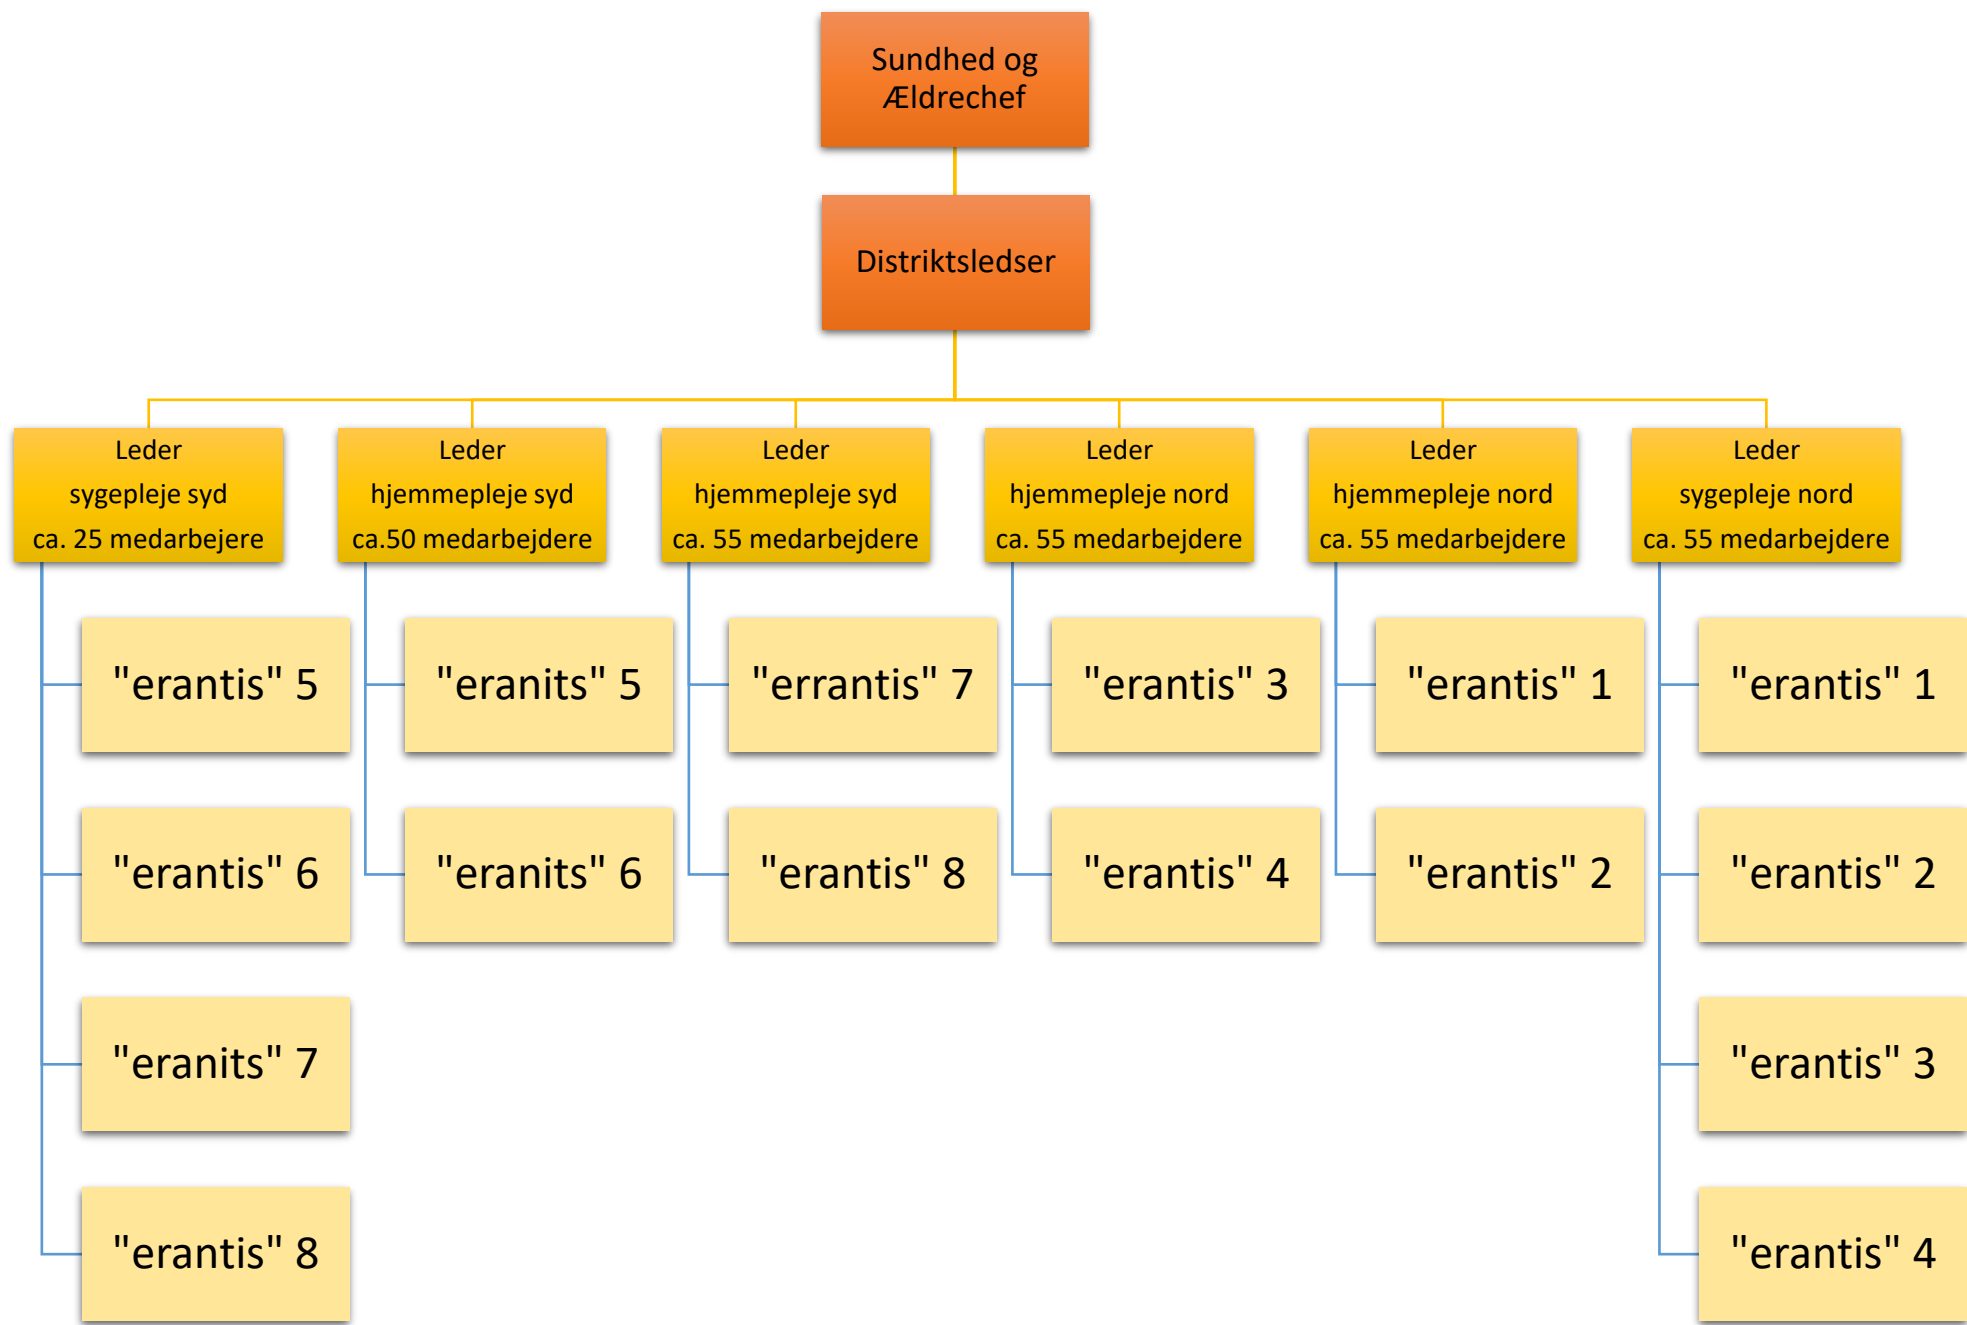 Sundhed og
Ældrechef
Distriktsledser
Leder
sygepleje syd
ca. 25 medarbejere
Leder
hjemmepleje syd
ca.50 medarbejdere
Leder
hjemmepleje syd
ca. 55 medarbejdere
Leder
hjemmepleje nord
ca. 55 medarbejdere
Leder
hjemmepleje nord
ca. 55 medarbejdere
Leder
sygepleje nord
ca. 55 medarbejdere
"erantis" 5
"erantis" 6
"eranits" 7
"erantis" 8
"eranits" 5
"eranits" 6
"errantis" 7
"erantis" 8
"erantis" 3
"erantis" 4
"erantis" 1
"erantis" 2
"erantis" 1
"erantis" 2
"erantis" 3
"erantis" 4